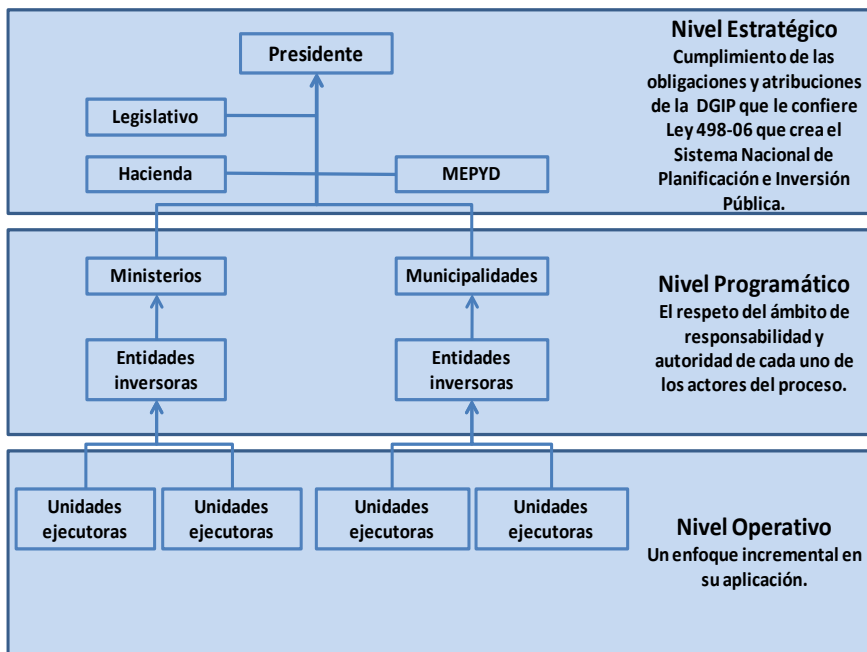 Presidente
Legislativo
Hacienda
MEPYD
Nivel Estratégico
Cumplimiento de las
obligaciones y atribuciones
de la DGIP que le confiere
Ley 498-06 que crea el
Sistema Nacional de
Planificación e Inversión
Pública.
Ministerios
Municipalidades
Entidades
inversoras
Entidades
inversoras
Nivel Programático
El respeto del ámbito de
responsabilidad y
autoridad de cada uno de
los actores del proceso.
Unidades
ejecutoras
Unidades
ejecutoras
Unidades
ejecutoras
Unidades
ejecutoras
Nivel Operativo
Un enfoque incremental en
su aplicación.